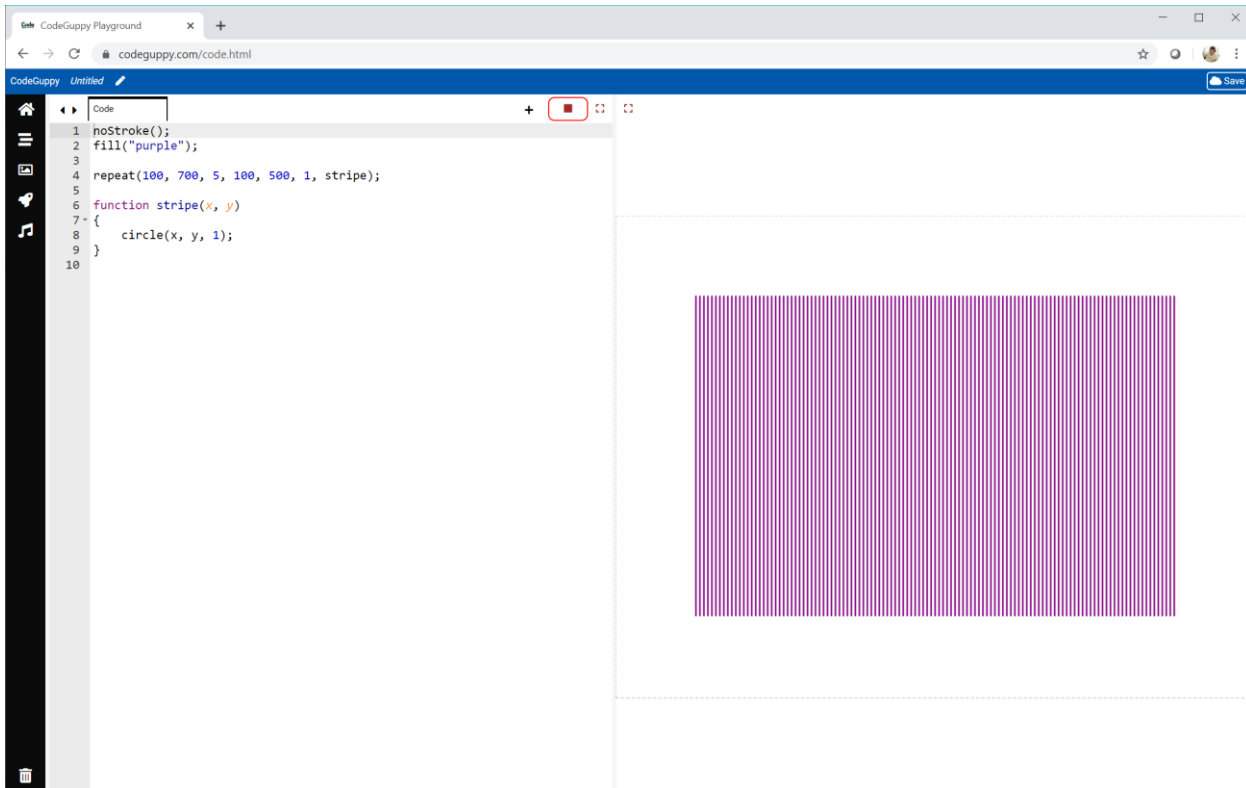 Code CodeGuppy Playground
codeguppy.com/code.html
CodeGuppy Untitled Save
Code
1 noStroke();
2 fill("purple");
3
4 repeat(100, 700, 5, 100, 500, 1, stripe);
5
6 function stripe(x, y)
7 {
8 circle(x, y, 1);
9 }
10